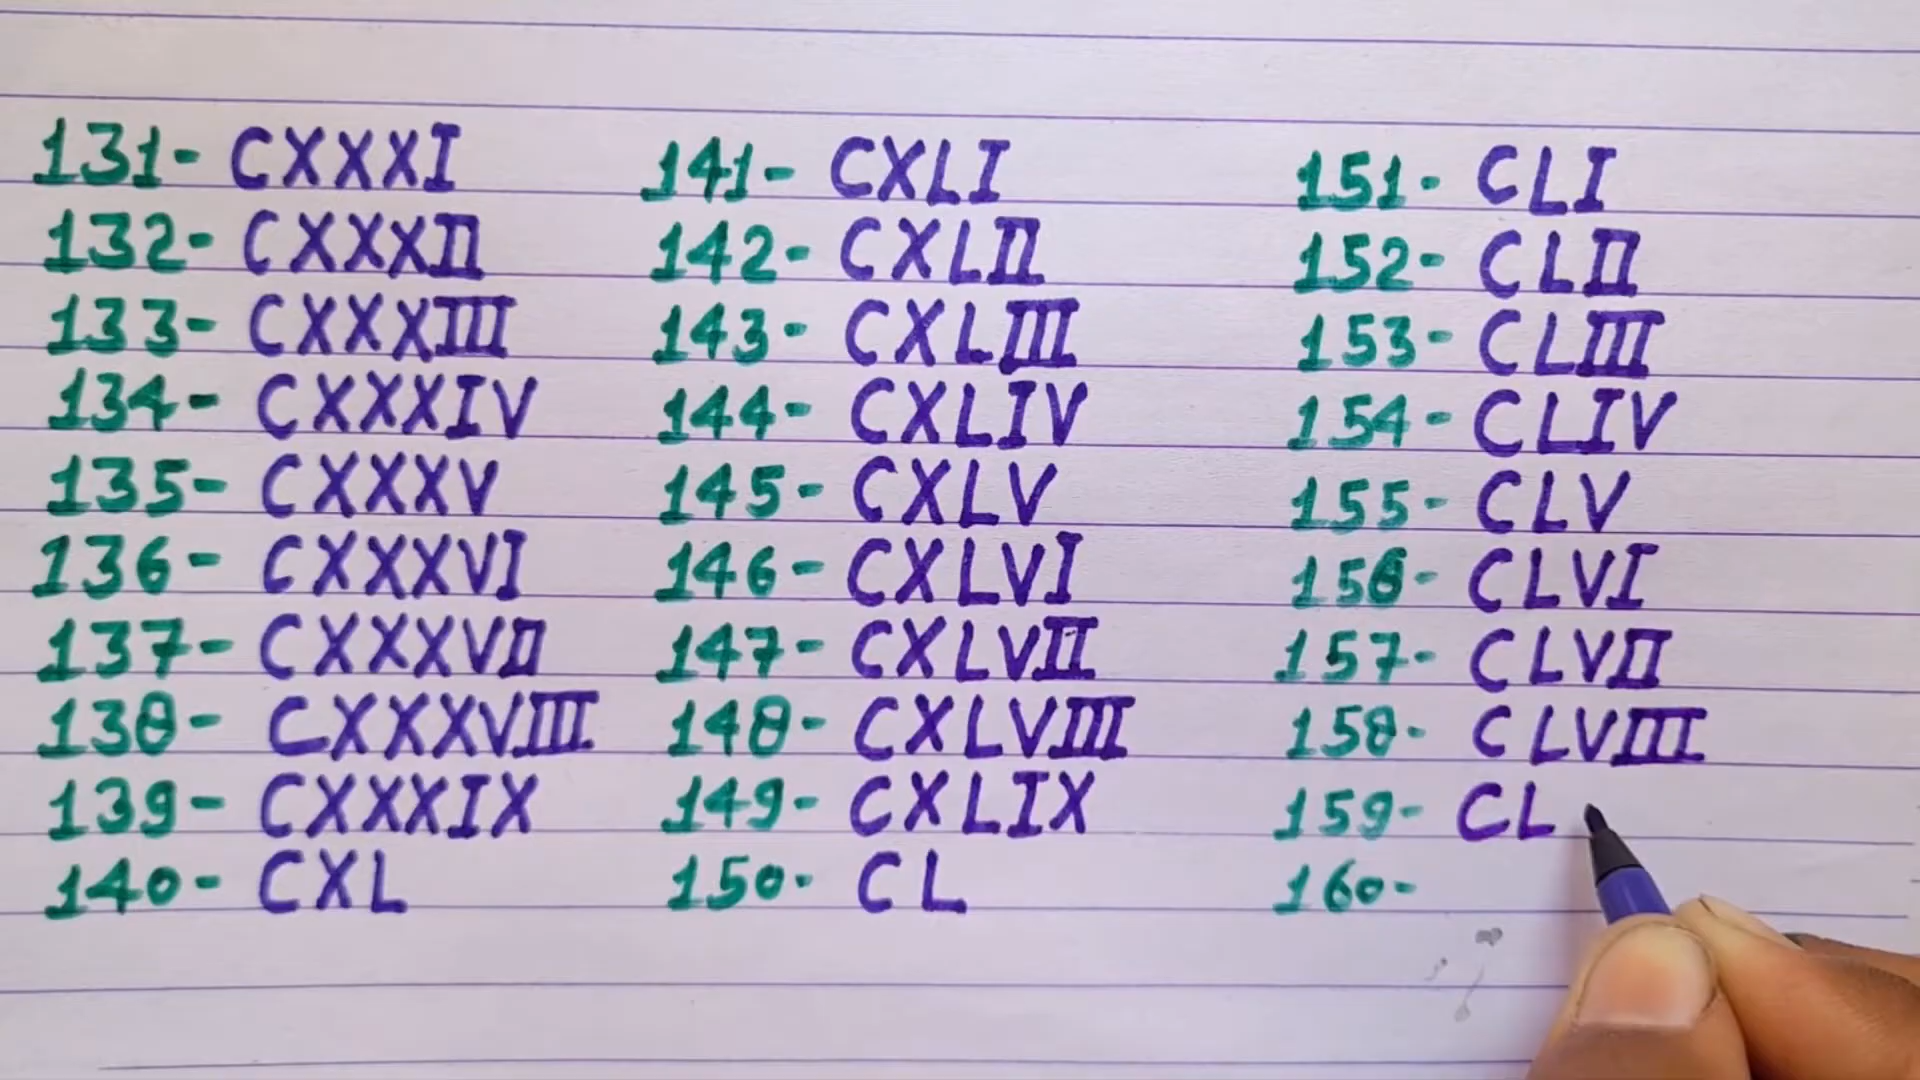 131- CXXXI
132- CXXXII
133- CXXXIII
134- CXXXIV
135- CXXXV
136- CXXXVI
137- CXXXVII
138- CXXXVIII
139- CXXXIX
140- CXL
141- CXLI
142- CXLII
143- CXLIII
144- CXLIV
145- CXLV
146- CXLVI
147- CXLVII
148- CXLVIII
149- CXLIX
150- CL
151- CLI
152- CLII
153- CLIII
154- CLIV
155- CLV
156- CLVI
157- CLVII
158- CLVIII
159- CL
160-